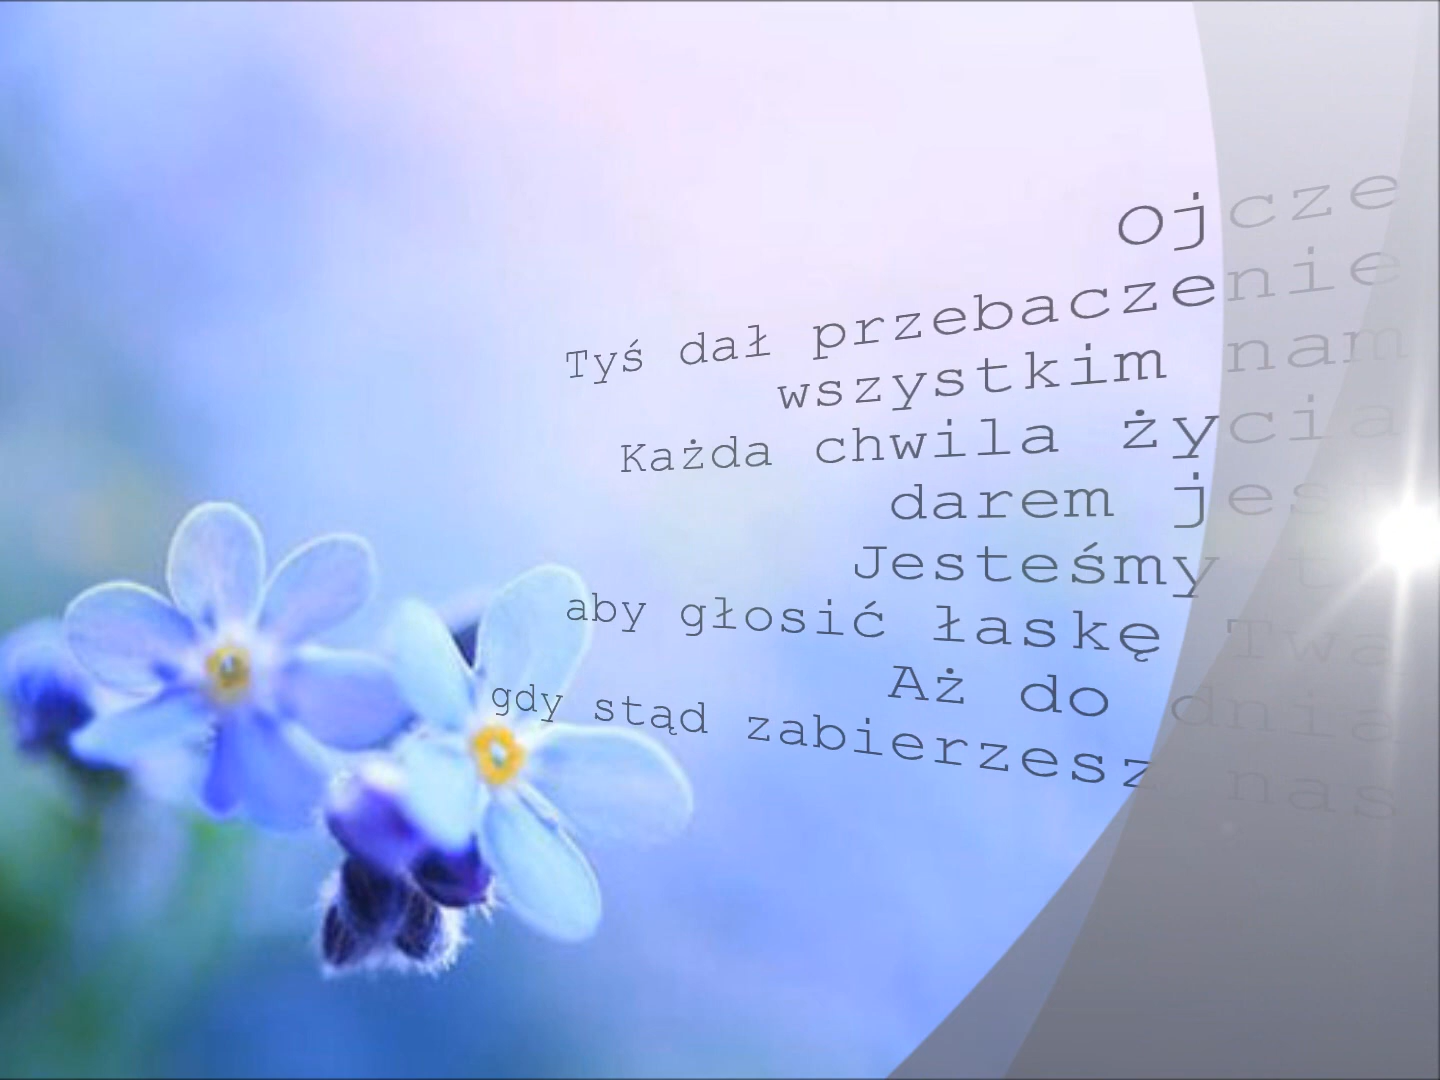 Ojcze
Tyś dał przebaczenie
wszystkim nam
Każda chwila życia
darem jest
Jesteśmy tu
aby głosić łaskę Twą
Aż do dnia
gdy stąd zabierzesz nas